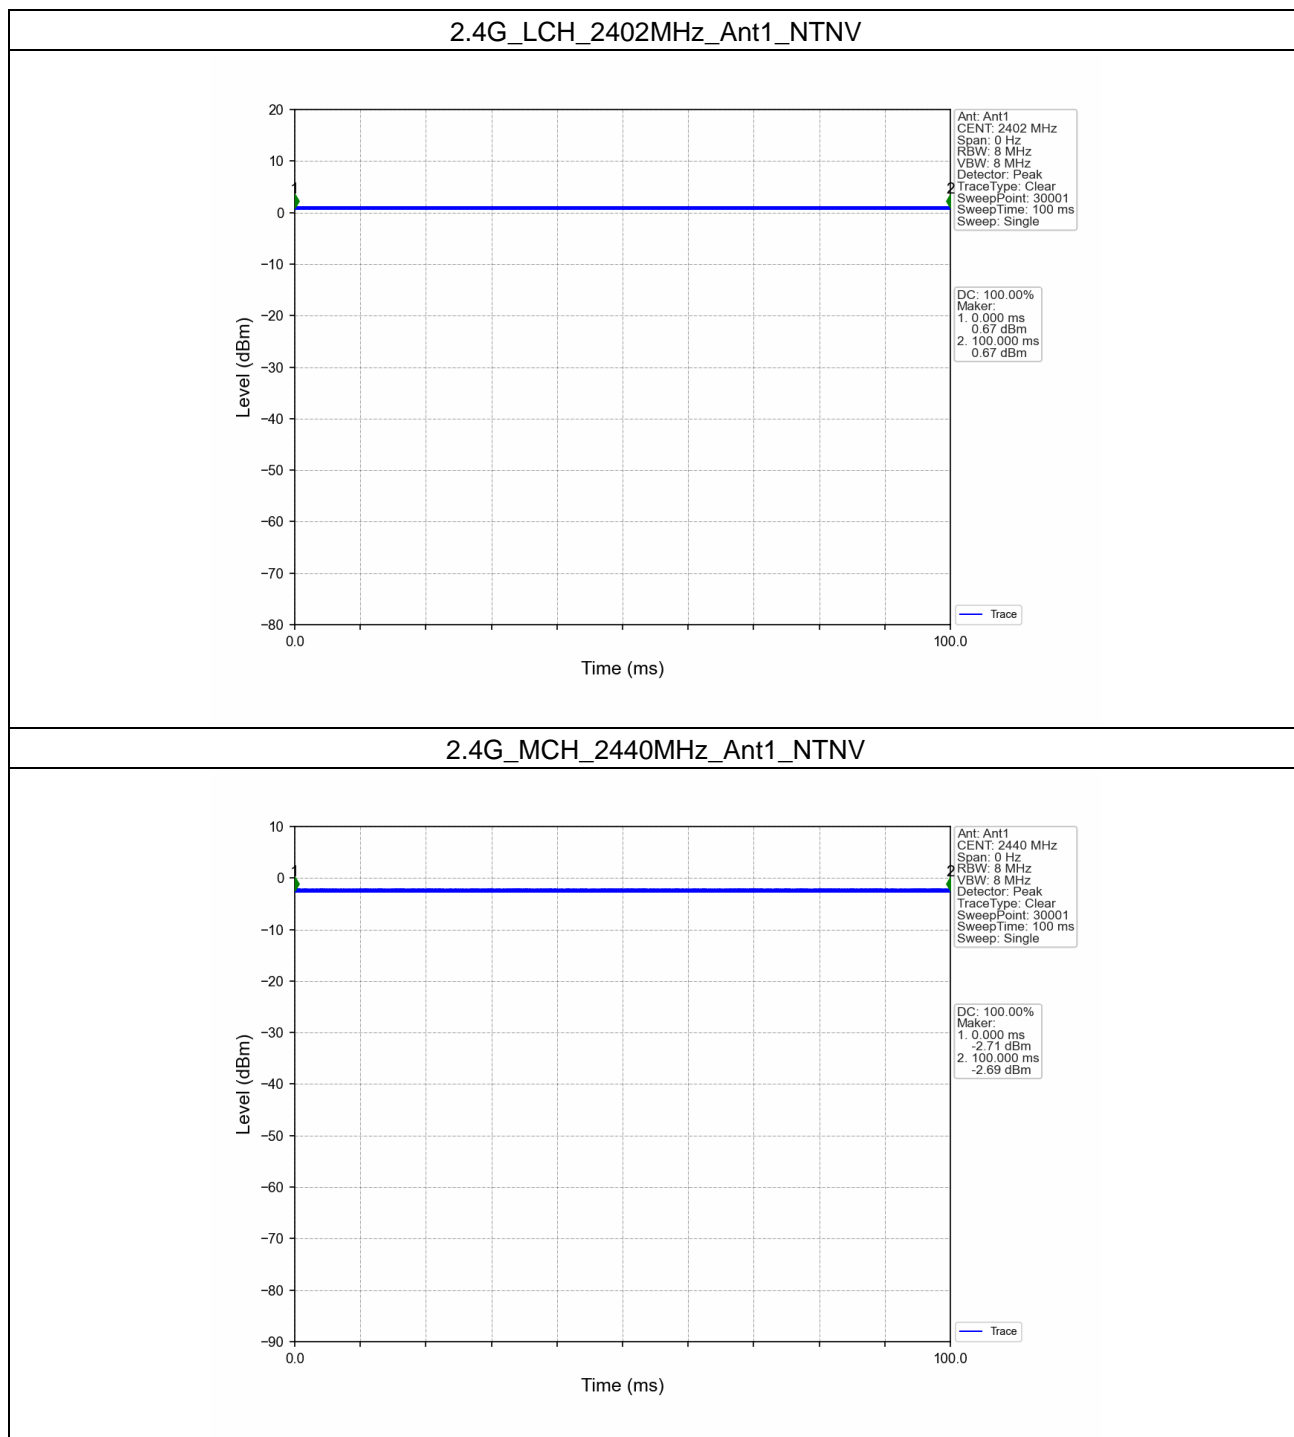 2.4G_LCH_2402MHz_Ant1_NTNV
20
10
0
−10
−20
−30
−40
−50
−60
−70
−80
Level (dBm)
1
2
0.0
100.0
Time (ms)
Ant: Ant1
CENT: 2402 MHz
Span: 0 Hz
RBW: 8 MHz
VBW: 8 MHz
Detector: Peak
TraceType: Clear
SweepPoint: 30001
SweepTime: 100 ms
Sweep: Single
DC: 100.00%
Maker:
1. 0.000 ms
0.67 dBm
2. 100.000 ms
0.67 dBm
Trace
2.4G_MCH_2440MHz_Ant1_NTNV
10
0
−10
−20
−30
−40
−50
−60
−70
−80
−90
Level (dBm)
1
2
0.0
100.0
Time (ms)
Ant: Ant1
CENT: 2440 MHz
Span: 0 Hz
RBW: 8 MHz
VBW: 8 MHz
Detector: Peak
TraceType: Clear
SweepPoint: 30001
SweepTime: 100 ms
Sweep: Single
DC: 100.00%
Maker:
1. 0.000 ms
-2.71 dBm
2. 100.000 ms
-2.69 dBm
Trace